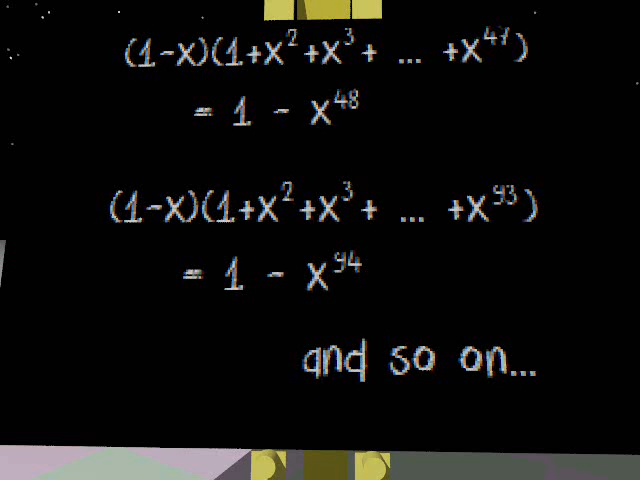 (1-x)(1+x²+x³+ ... +x⁴⁷)
= 1 - x⁴⁸
(1-x)(1+x²+x³+ ... +x⁹³)
= 1 - x⁹⁴
and so on...